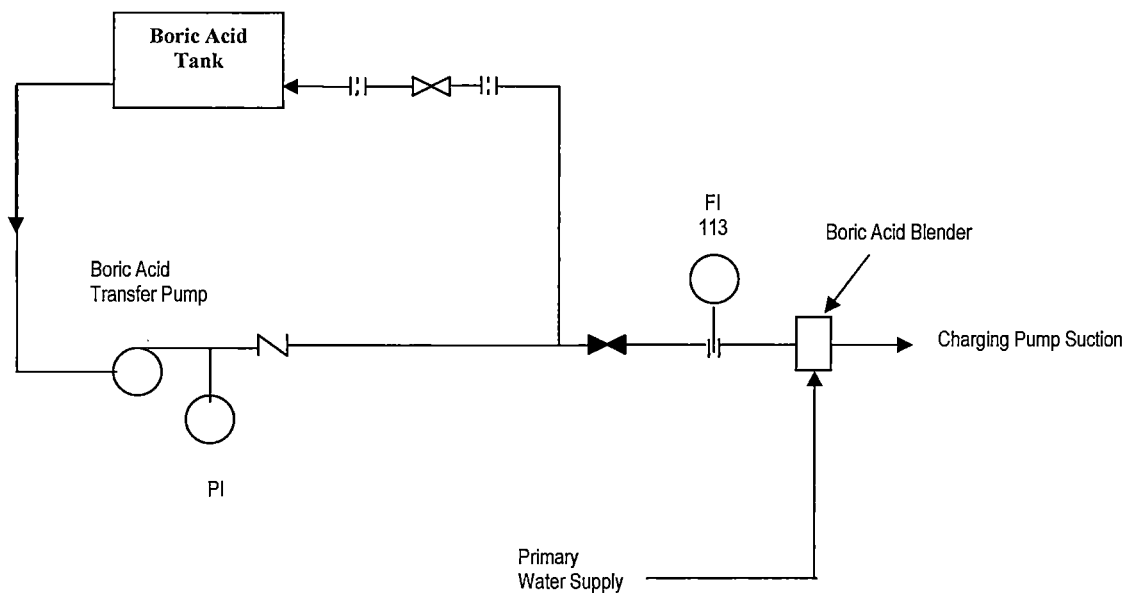 Boric Acid
Tank
FI
113
Boric Acid Blender
Boric Acid
Transfer Pump
Charging Pump Suction
PI
Primary
Water Supply